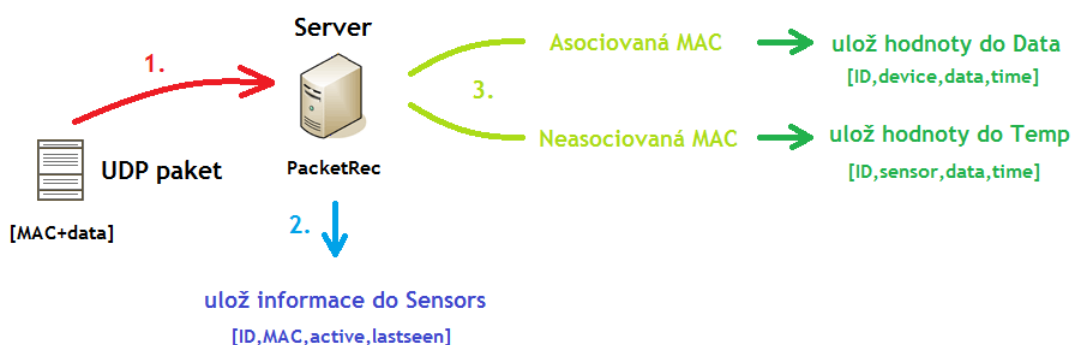 Server
1.
UDP paket
[MAC+data]
PacketRec
2.
ulož informace do Sensors
[ID,MAC,active,lastseen]
3.
Asociovaná MAC
ulož hodnoty do Data
[ID,device,data,time]
Neasociovaná MAC
ulož hodnoty do Temp
[ID,sensor,data,time]